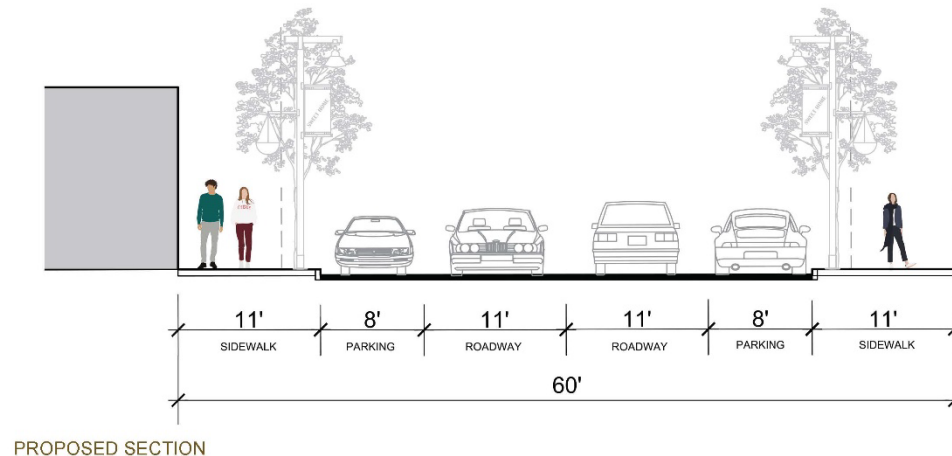 11' 8' 11' 11' 8' 11'
SIDEWALK PARKING ROADWAY ROADWAY PARKING SIDEWALK
60'
PROPOSED SECTION